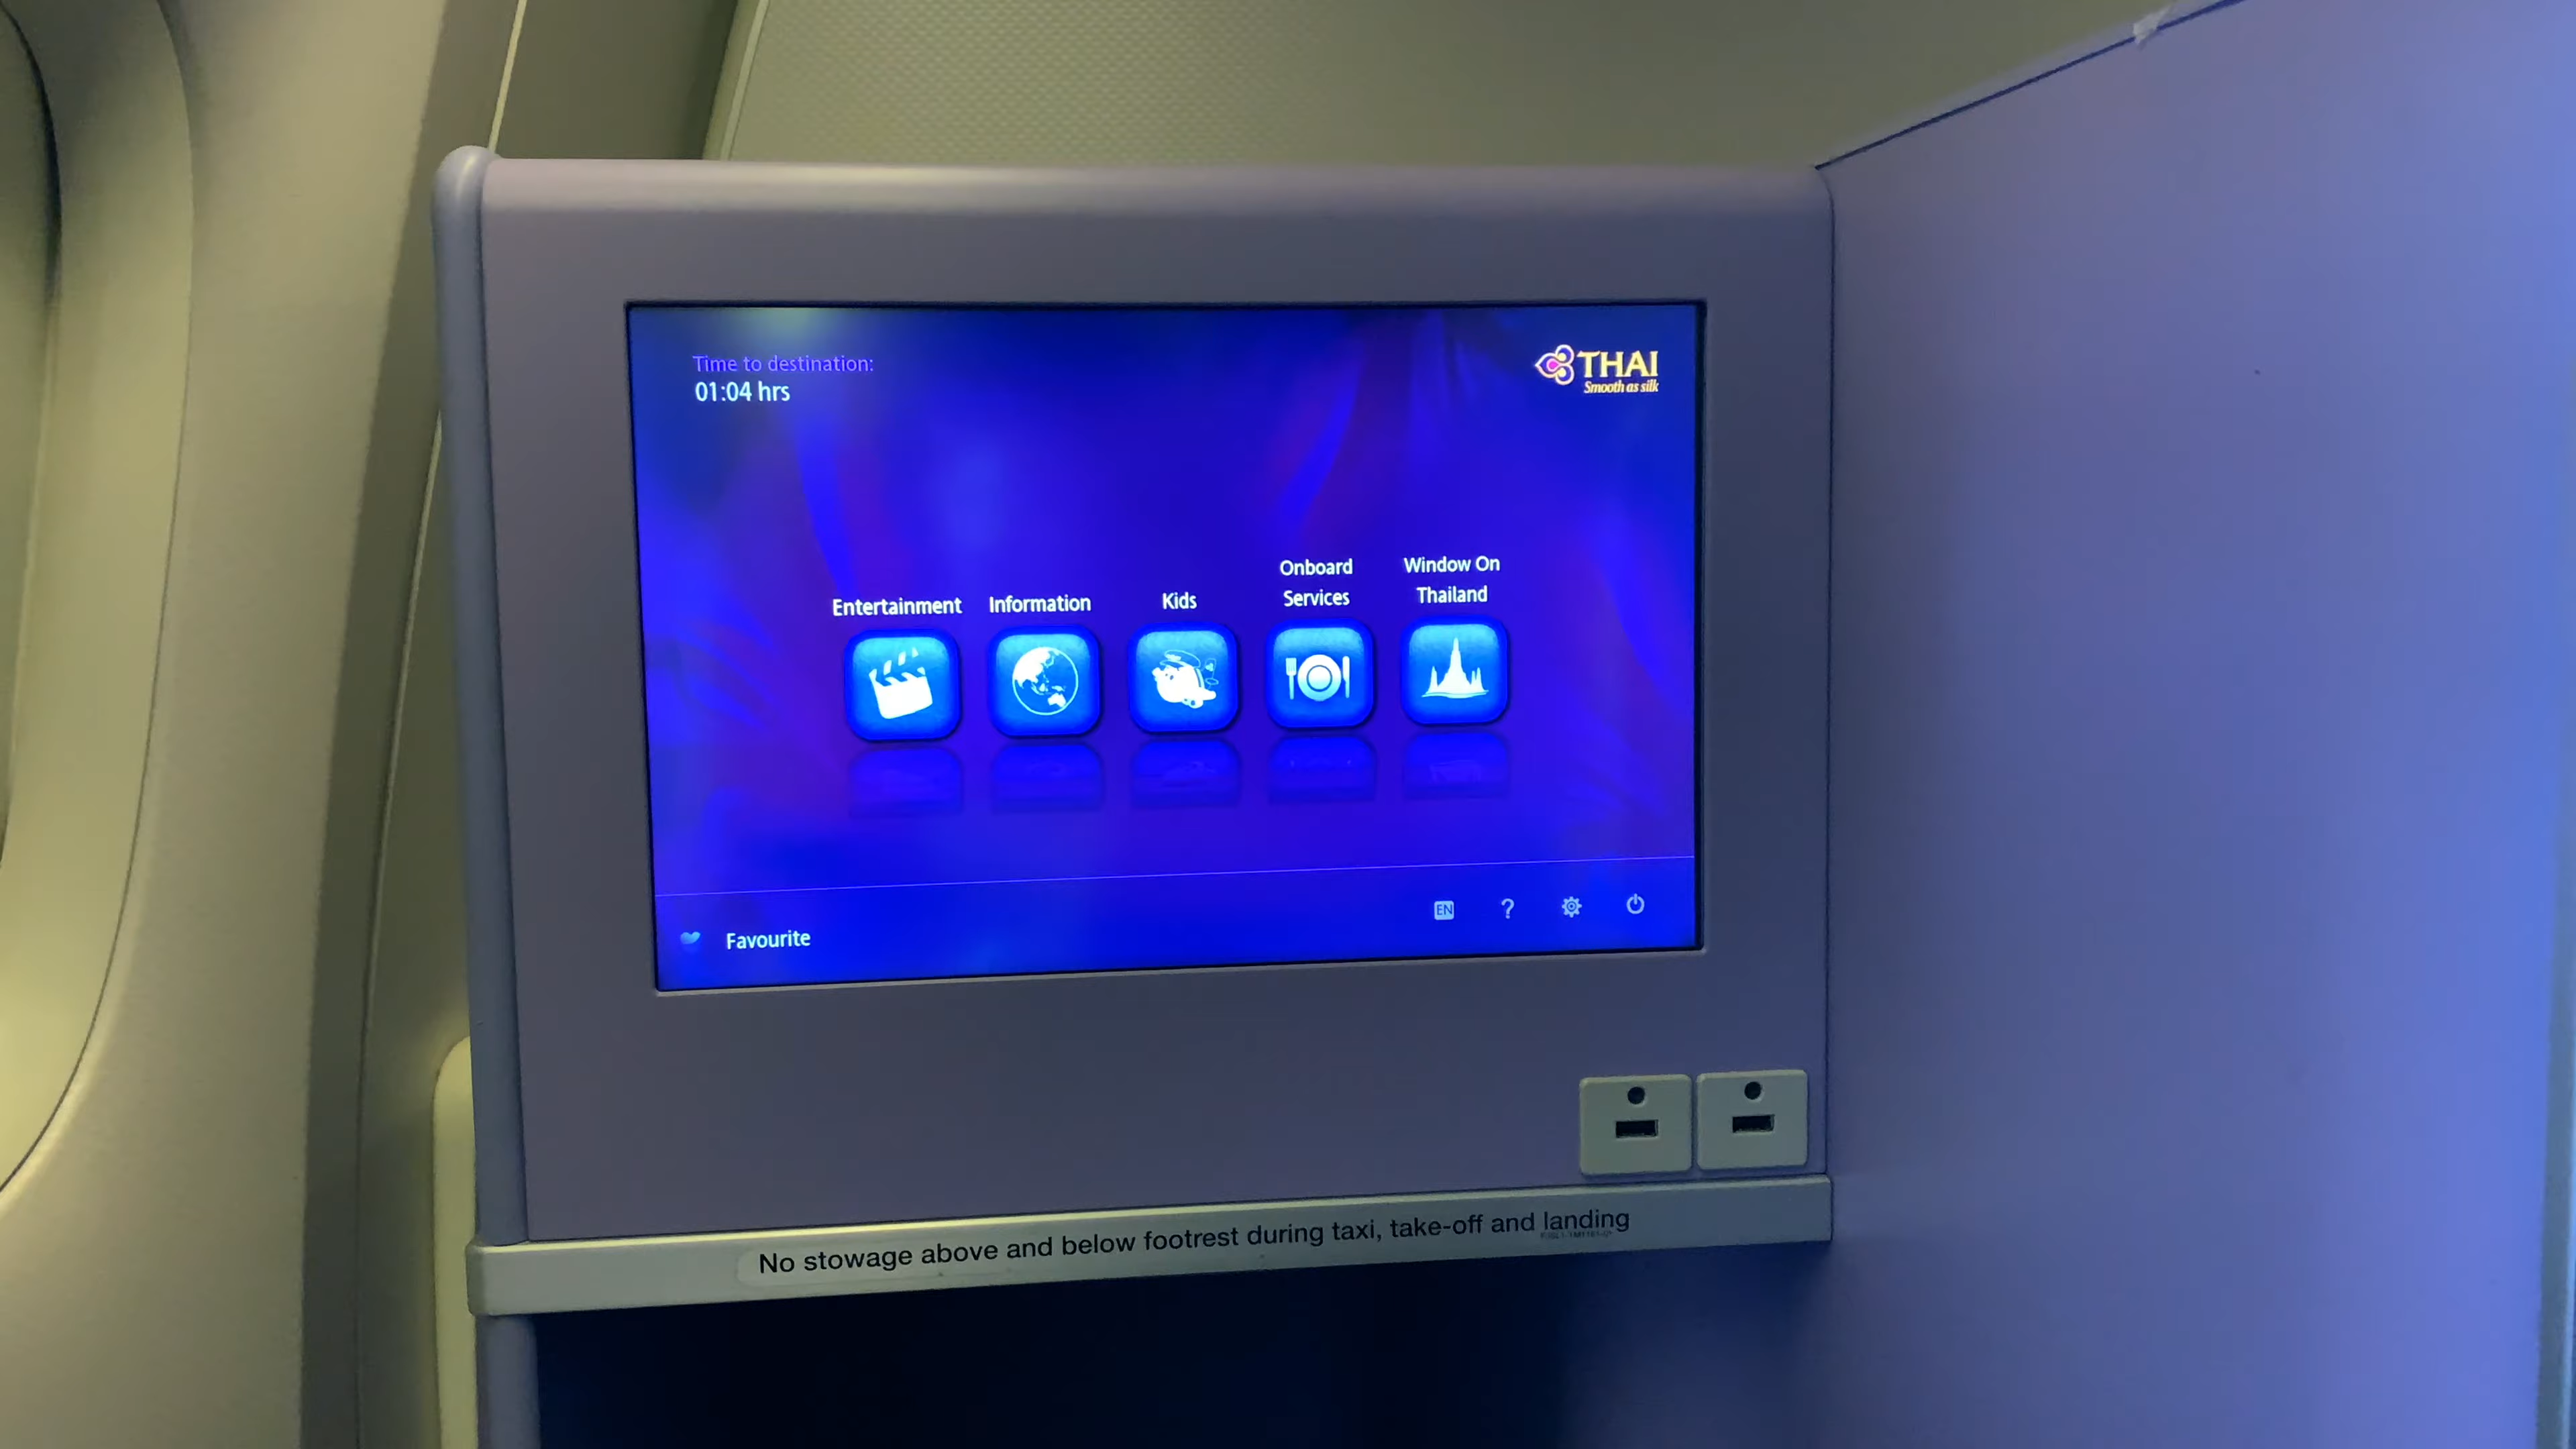 Time to destination:
01:04 hrs
THAI
Smooth as silk
Entertainment
Information
Kids
Onboard
Services
Window On
Thailand
Favourite
EN
?
No stowage above and below footrest during taxi, take-off and landing